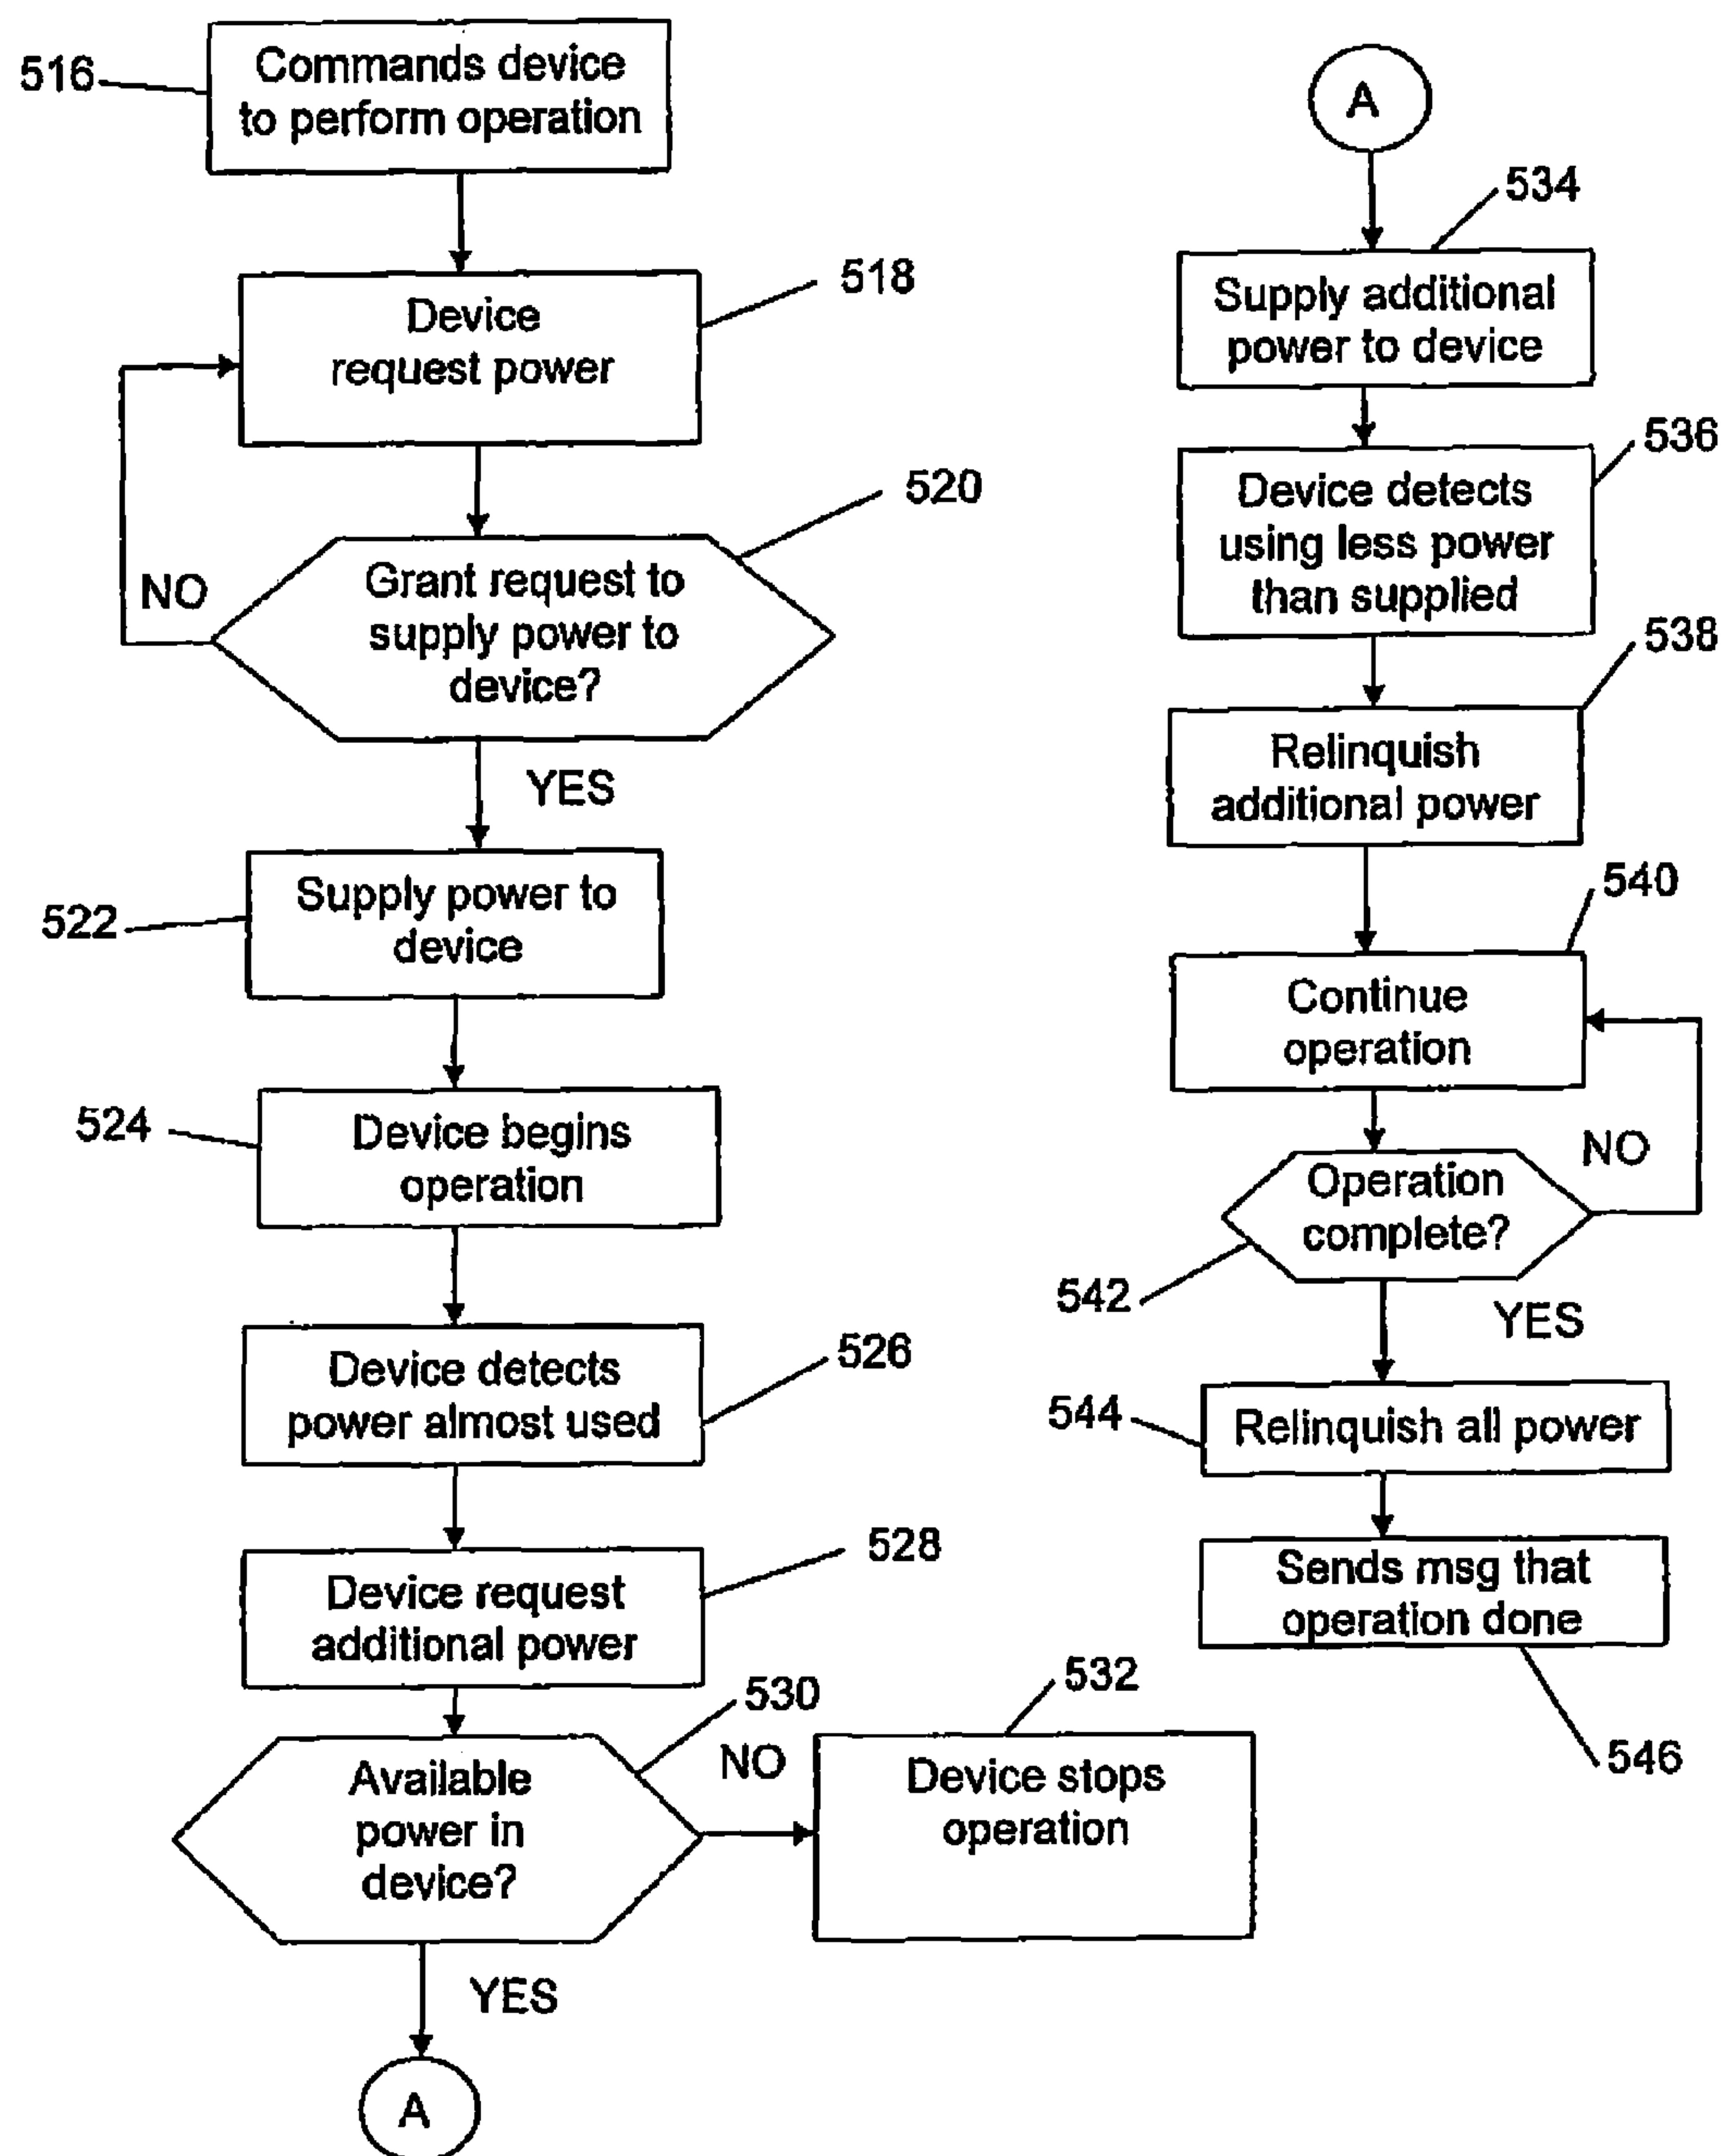 516
Commands device
to perform operation
518
Device
request power
520
Grant request to
supply power to
device?
NO
YES
522
Supply power to
device
524
Device begins
operation
526
Device detects
power almost used
528
Device request
additional power
530
Available
power in
device?
NO
532
Device stops
operation
YES
A
A
534
Supply additional
power to device
536
Device detects
using less power
than supplied
538
Relinquish
additional power
540
Continue
operation
NO
Operation
complete?
542
YES
544
Relinquish all power
Sends msg that
operation done
546